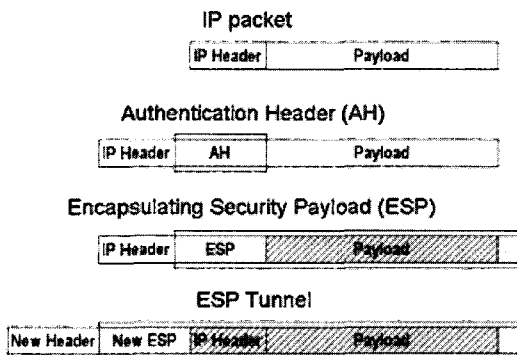 IP packet
IP Header Payload
Authentication Header (AH)
IP Header AH Payload
Encapsulating Security Payload (ESP)
IP Header ESP Payload
ESP Tunnel
New Header New ESP IP Header Payload